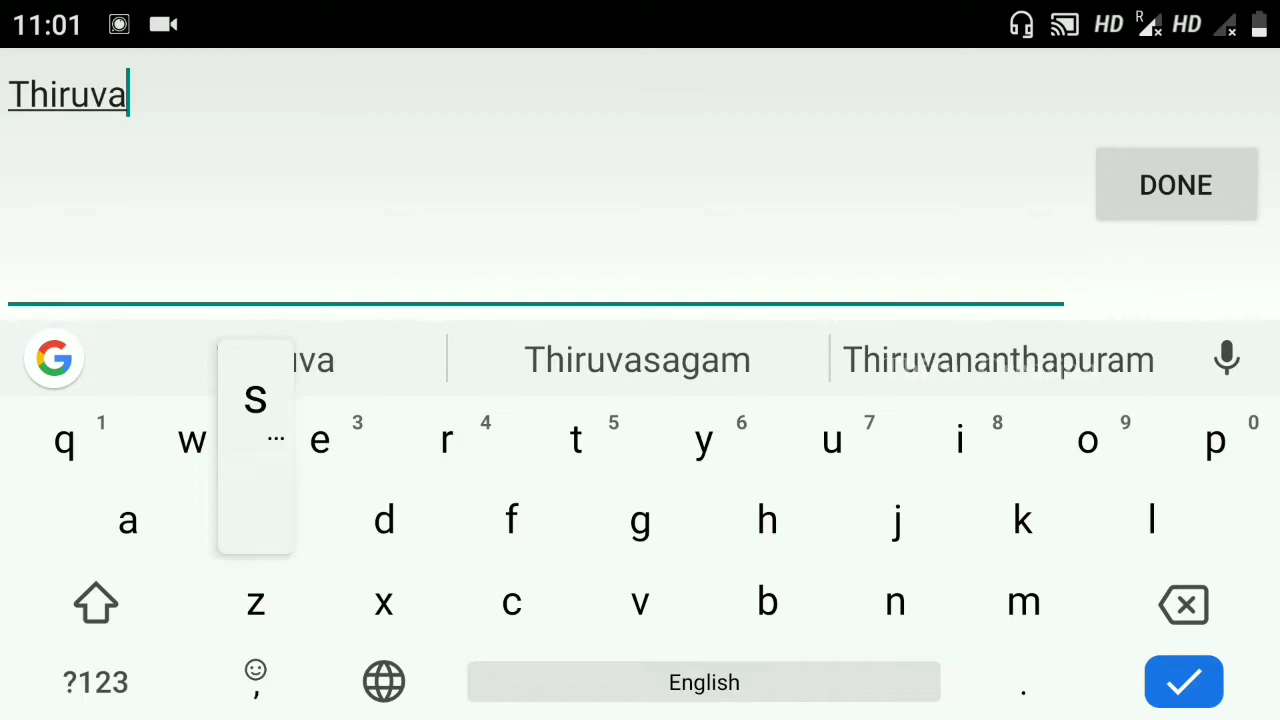 11:01 HD R HD
Thiruva
DONE
uva Thiruvasagam Thiruvananthapuram
q 1 w e 3 r 4 t 5 y 6 u 7 i 8 o 9 p 0
s ...
a d f g h j k l
z x c v b n m
?123 , English .